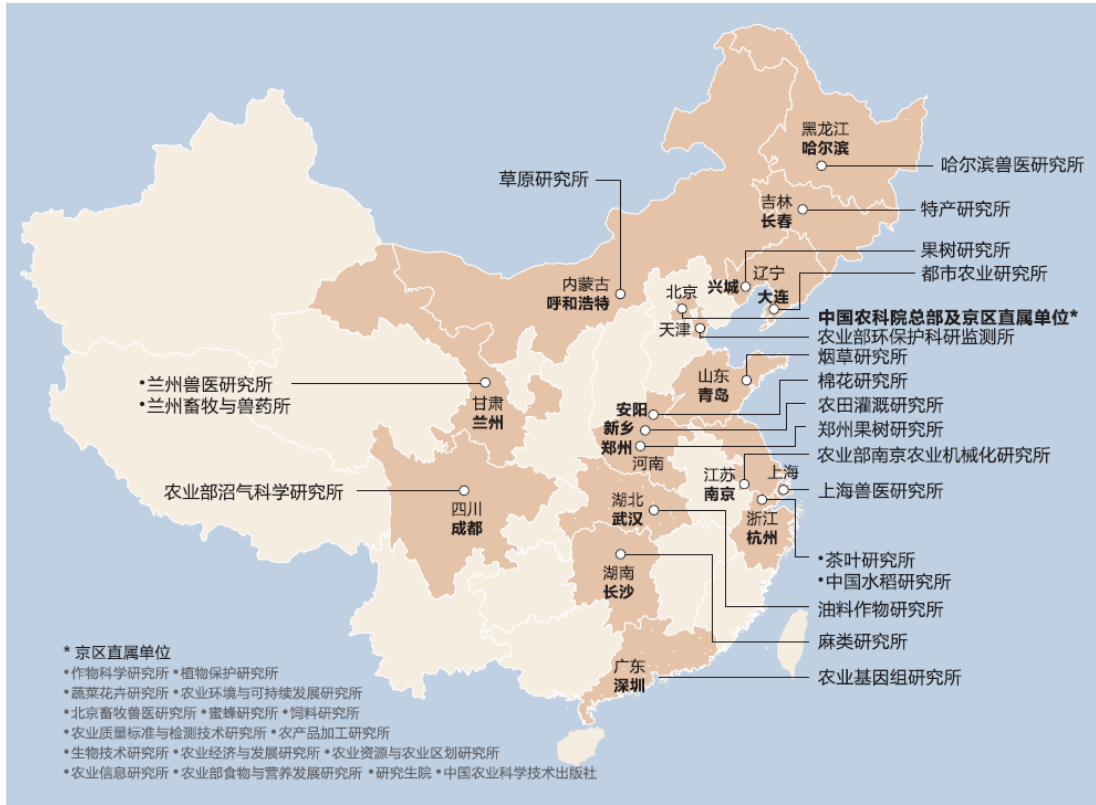 黑龙江
哈尔滨
哈尔滨兽医研究所
草原研究所
吉林
长春
特产研究所
果树研究所
辽宁
都市农业研究所
内蒙古
呼和浩特
兴城
大连
北京
中国农科院总部及京区直属单位*
天津
农业部环保护科研监测所
烟草研究所
山东
青岛
•兰州兽医研究所
•兰州畜牧与兽药所
甘肃
兰州
棉花研究所
安阳
农田灌溉研究所
新乡
郑州果树研究所
郑州
河南
农业部南京农业机械化研究所
江苏
南京
上海
上海兽医研究所
农业部沼气科学研究所
四川
成都
湖北
武汉
浙江
杭州
•茶叶研究所
•中国水稻研究所
湖南
长沙
油料作物研究所
麻类研究所
广东
深圳
农业基因组研究所
* 京区直属单位
•作物科学研究所 •植物保护研究所
•蔬菜花卉研究所 •农业环境与可持续发展研究所
•北京畜牧兽医研究所 •蜜蜂研究所 •饲料研究所
•农业质量标准与检测技术研究所 •农产品加工研究所
•生物技术研究所 •农业经济与发展研究所 •农业资源与农业区划研究所
•农业信息研究所 •农业部食物与营养发展研究所 •研究生院 •中国农业科学技术出版社